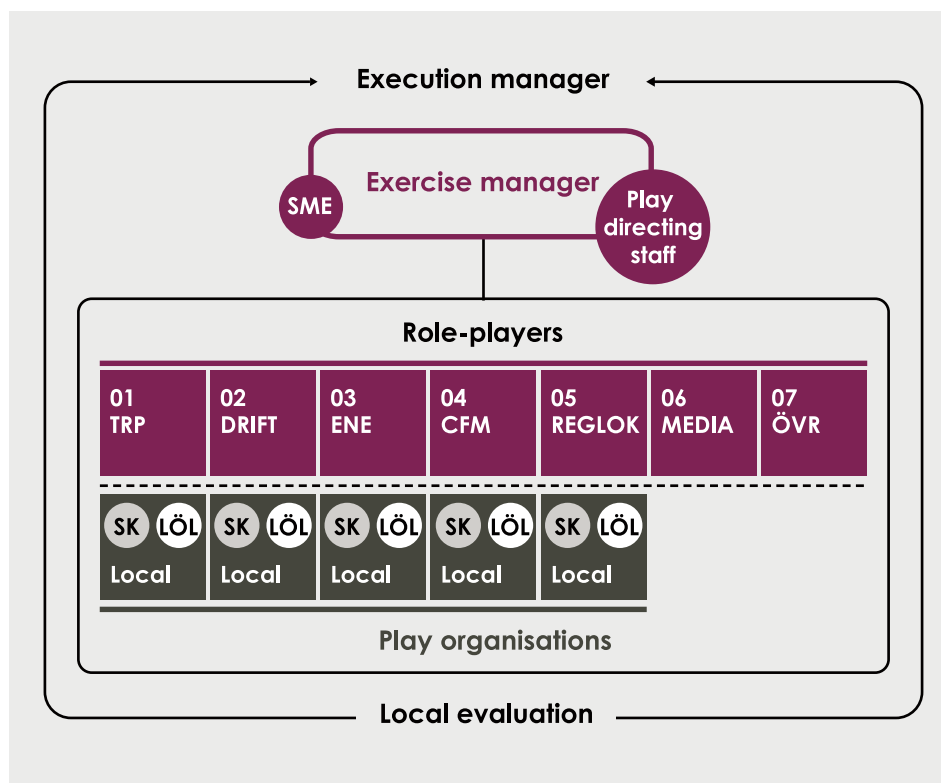 Execution manager
Exercise manager
SME
Play
directing
staff
Role-players
01
TRP
02
DRIFT
03
ENE
04
CFM
05
REGLOK
06
MEDIA
07
ÖVR
SK LÖL
Local
SK LÖL
Local
SK LÖL
Local
SK LÖL
Local
SK LÖL
Local
Play organisations
Local evaluation